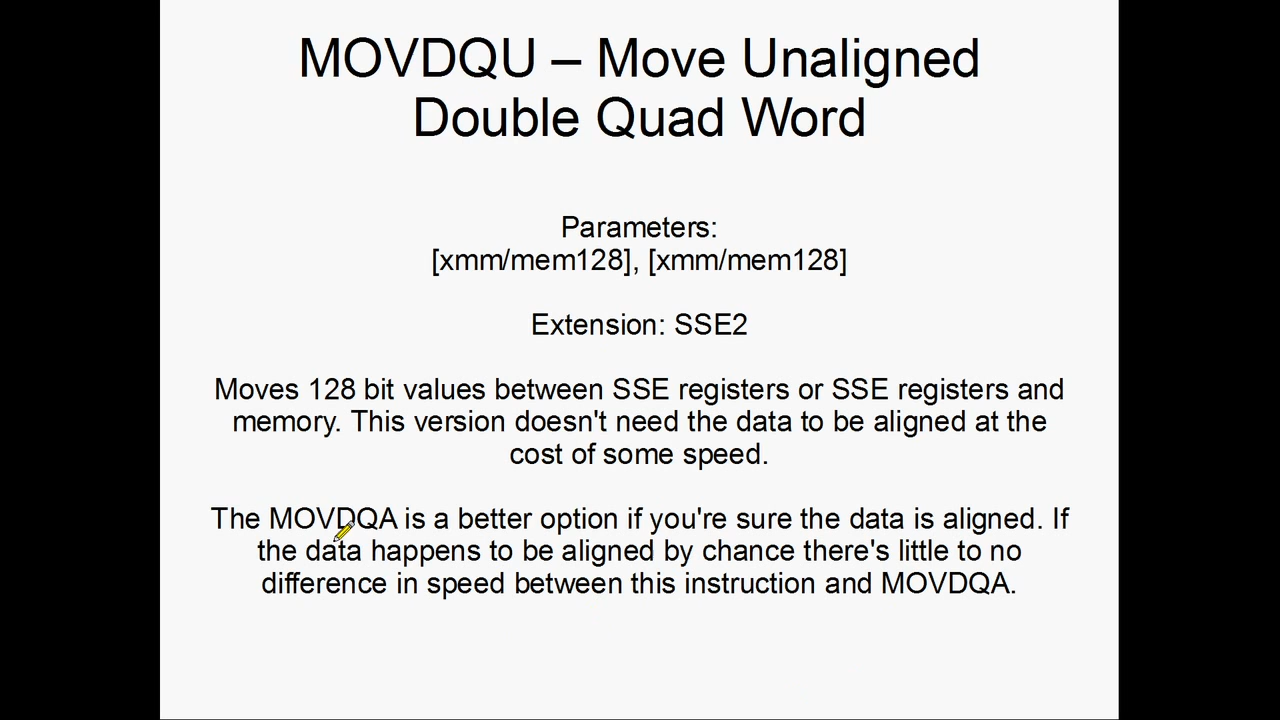 MOVDQU – Move Unaligned
Double Quad Word
Parameters:
[xmm/mem128], [xmm/mem128]
Extension: SSE2
Moves 128 bit values between SSE registers or SSE registers and
memory. This version doesn't need the data to be aligned at the
cost of some speed.
The MOVDQA is a better option if you're sure the data is aligned. If
the data happens to be aligned by chance there's little to no
difference in speed between this instruction and MOVDQA.